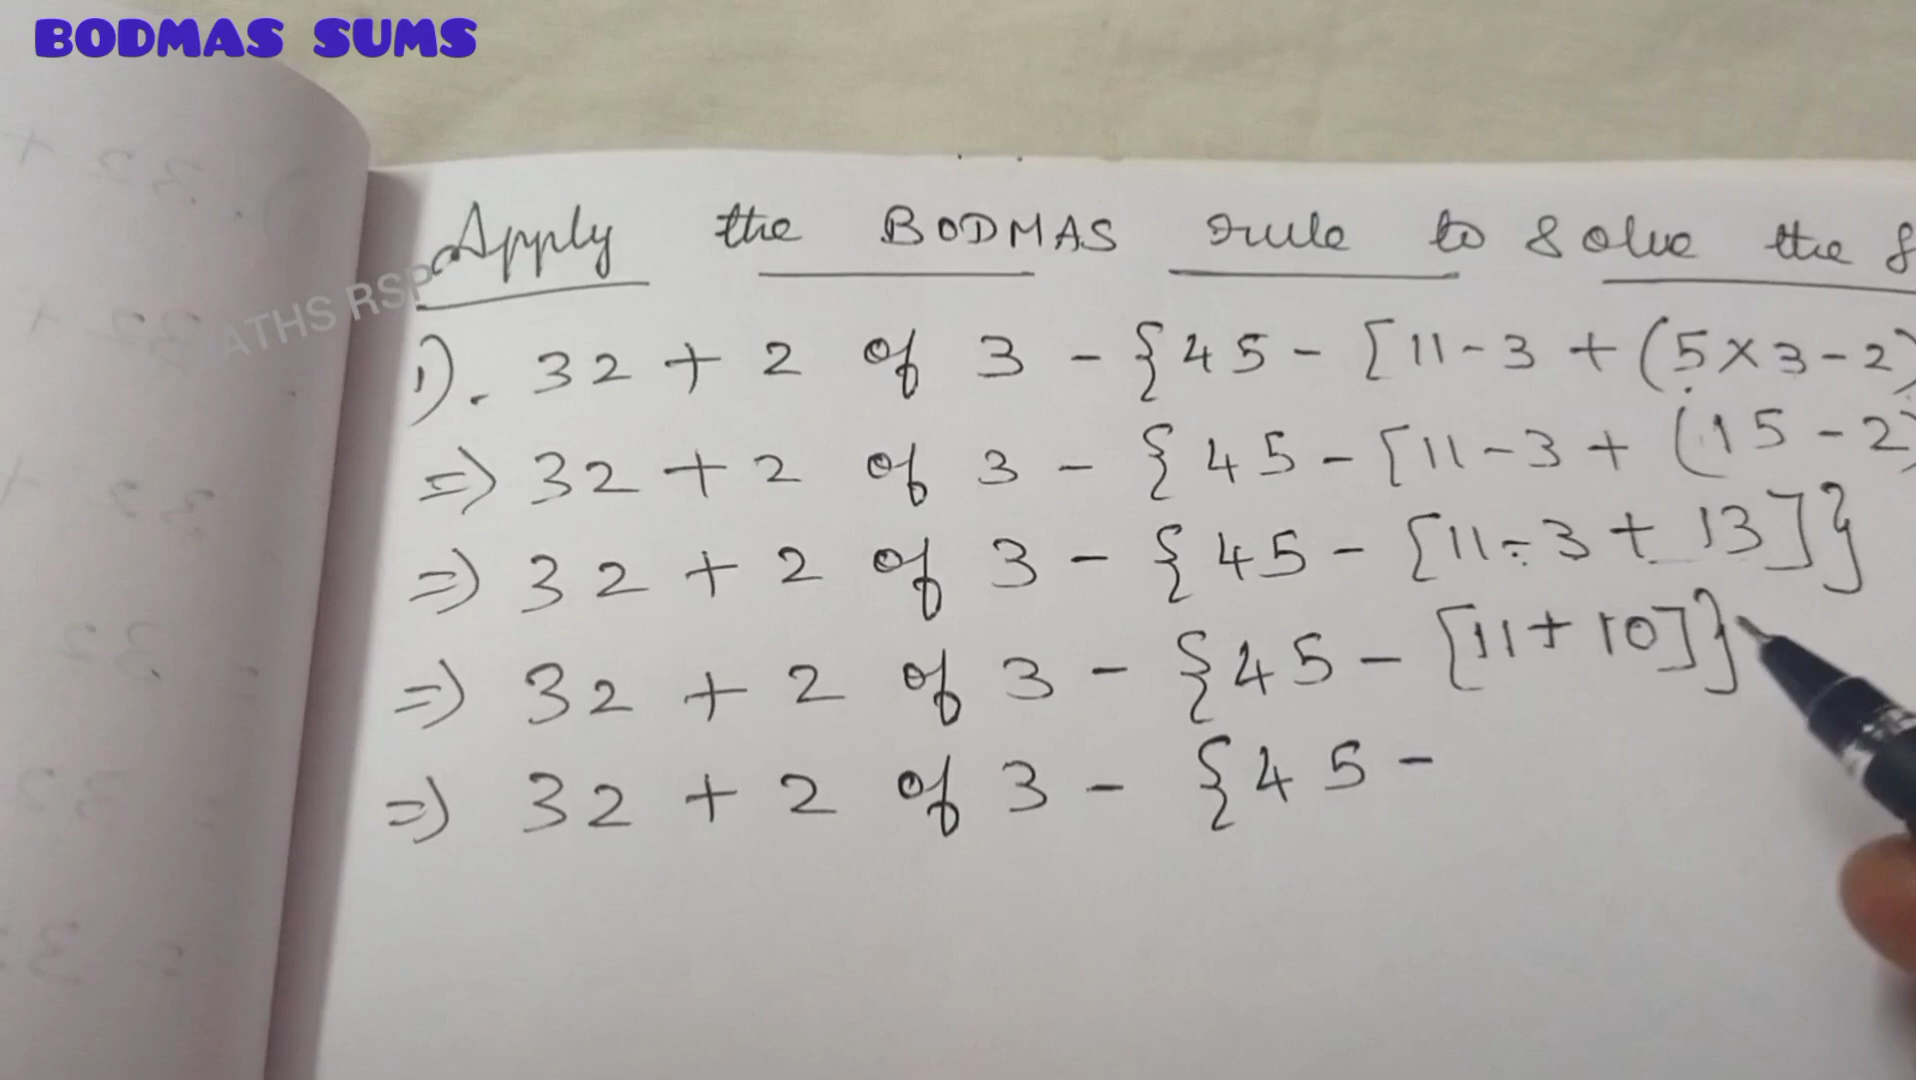 BODMAS SUMS
Apply the BODMAS rule to solve the
ATHS RSP
1). 32 + 2 of 3 - {45 - [11-3 + (5×3-2)
=> 32 + 2 of 3 - {45 - [11-3 + (15-2)
=> 32 + 2 of 3 - {45 - [11-3 + 13]}
=> 32 + 2 of 3 - {45 - [11+10]}
=> 32 + 2 of 3 - {45 -